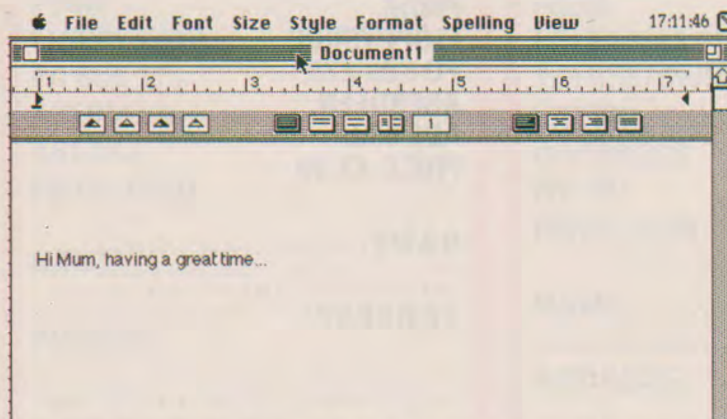 File Edit Font Size Style Format Spelling View 17:11:46
Document1
1 2 3 4 5 6 7
1
Hi Mum, having a great time...